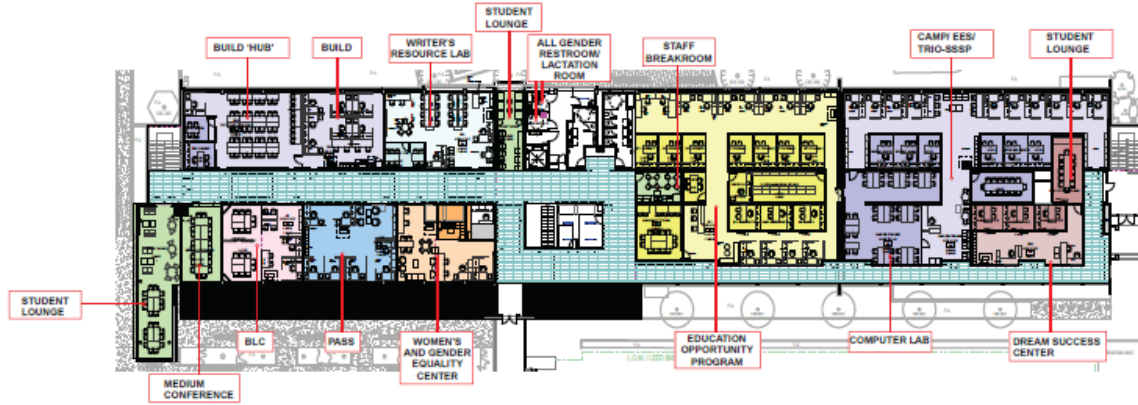 STUDENT
LOUNGE
BUILD 'HUB'
BUILD
WRITER'S
RESOURCE LAB
ALL GENDER
RESTROOM/
LACTATION
ROOM
STAFF
BREAKROOM
CAMP/ EES/
TRIO-SSSP
STUDENT
LOUNGE
STUDENT
LOUNGE
MEDIUM
CONFERENCE
BLC
PASS
WOMEN'S
AND GENDER
EQUALITY
CENTER
EDUCATION
OPPORTUNITY
PROGRAM
COMPUTER LAB
DREAM SUCCESS
CENTER